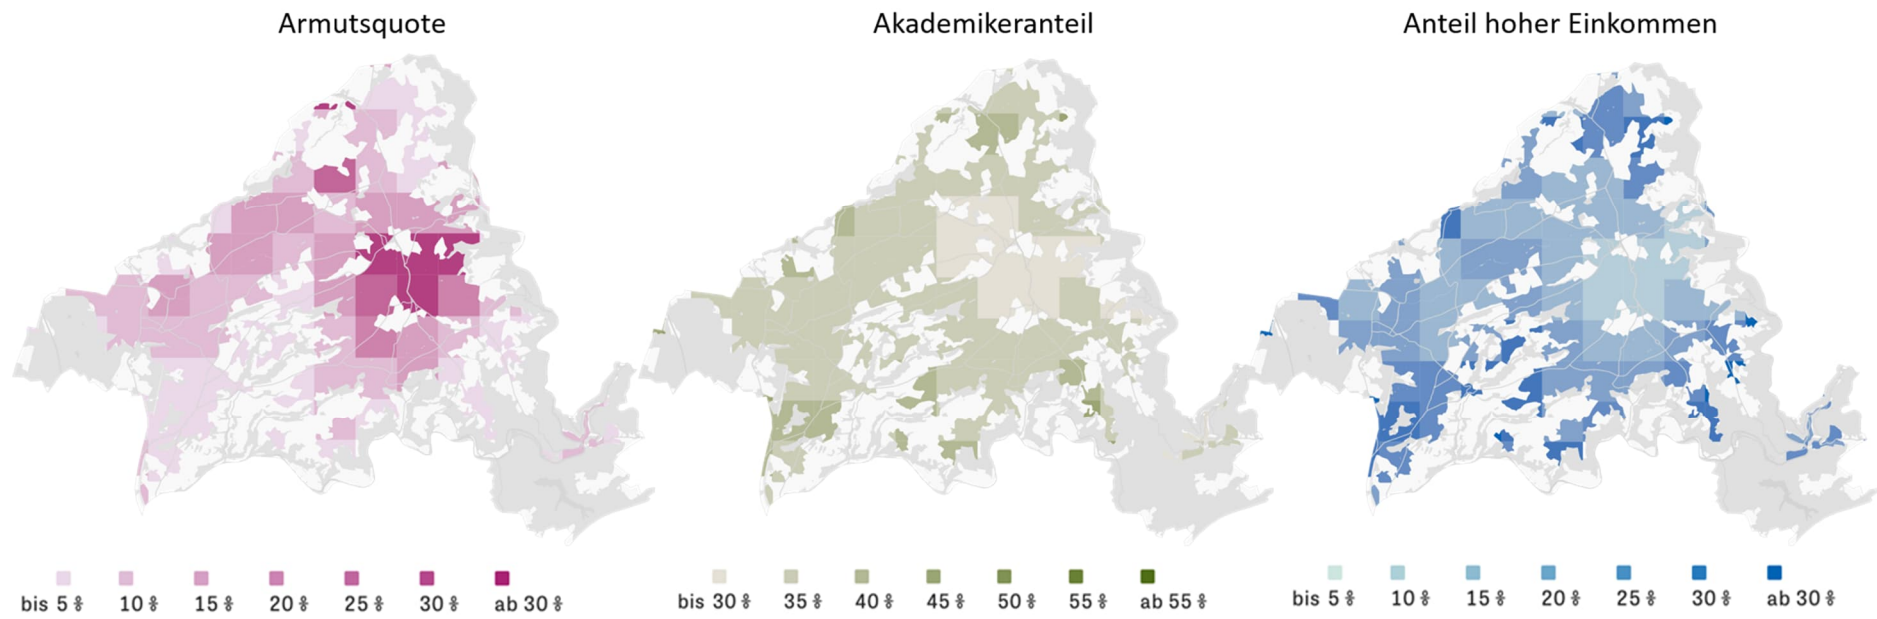 Armutsquote
Akademikeranteil
Anteil hoher Einkommen
bis 5 % 10 % 15 % 20 % 25 % 30 % ab 30 %
bis 30 % 35 % 40 % 45 % 50 % 55 % ab 55 %
bis 5 % 10 % 15 % 20 % 25 % 30 % ab 30 %